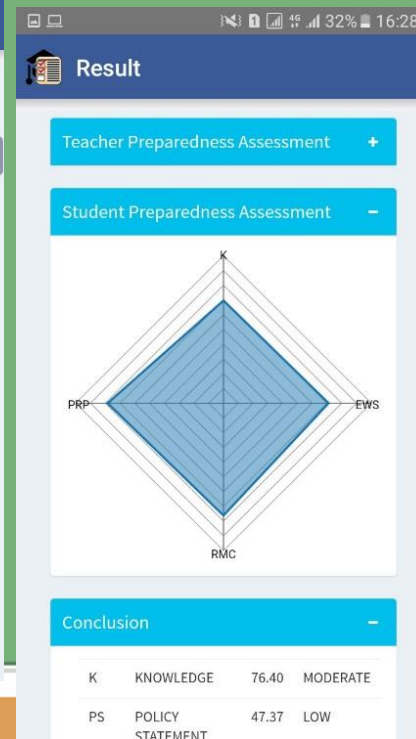 32% 16:28
Result
Teacher Preparedness Assessment +
Student Preparedness Assessment −
K
PRP
EWS
RMC
Conclusion −
K KNOWLEDGE 76.40 MODERATE
PS POLICY STATEMENT 47.37 LOW